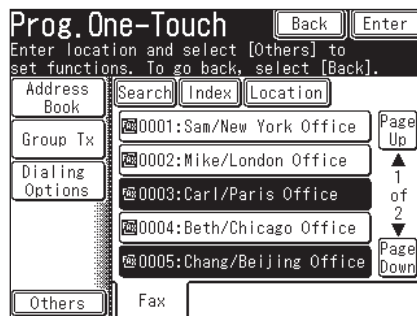 Prog.One-Touch
Back
Enter
Enter location and select [Others] to
set functions. To go back, select [Back].
Address
Book
Group Tx
Dialing
Options
Others
Search
Index
Location
0001:Sam/New York Office
0002:Mike/London Office
0003:Carl/Paris Office
0004:Beth/Chicago Office
0005:Chang/Beijing Office
Page
Up
1
of
2
Page
Down
Fax